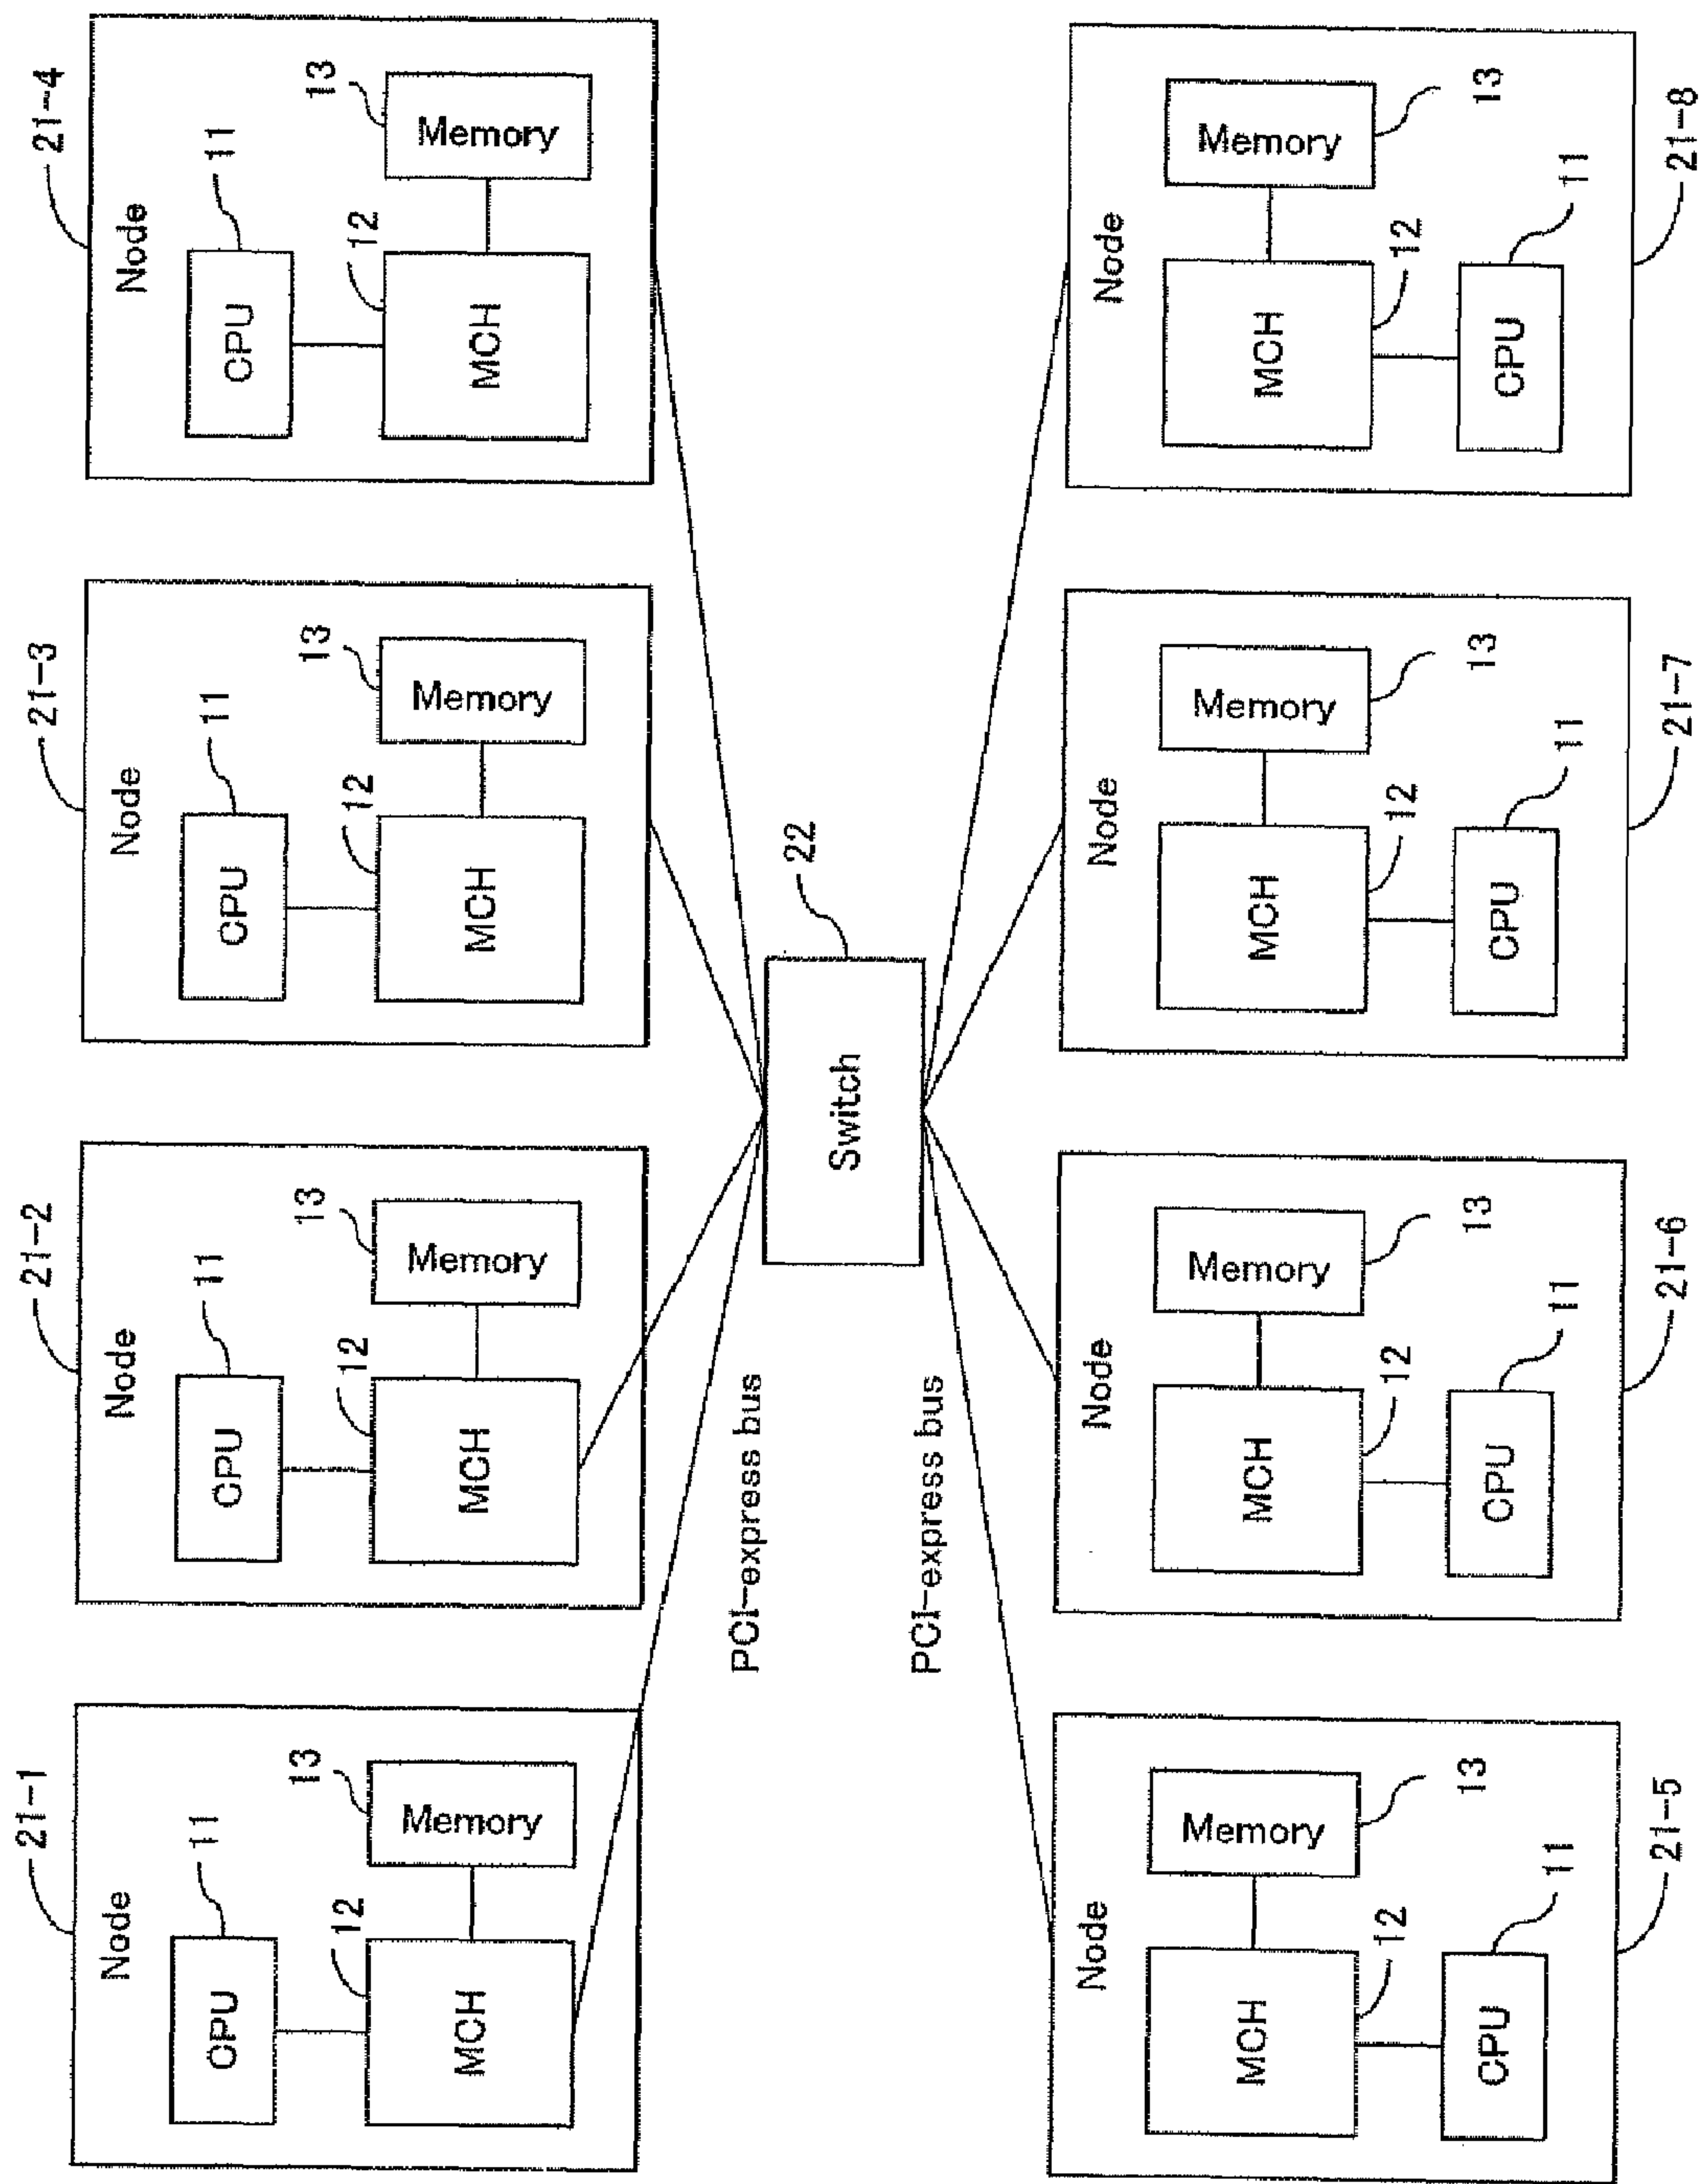 21-1
Node
11
CPU
12
MCH
13
Memory
21-2
Node
11
CPU
12
MCH
13
Memory
21-3
Node
11
CPU
12
MCH
13
Memory
21-4
Node
11
CPU
12
MCH
13
Memory
PCI-express bus
Switch
22
PCI-express bus
Node
MCH
12
Memory
13
CPU
11
21-5
Node
MCH
12
Memory
13
CPU
11
21-6
Node
MCH
12
Memory
13
CPU
11
21-7
Node
MCH
12
Memory
13
CPU
11
21-8